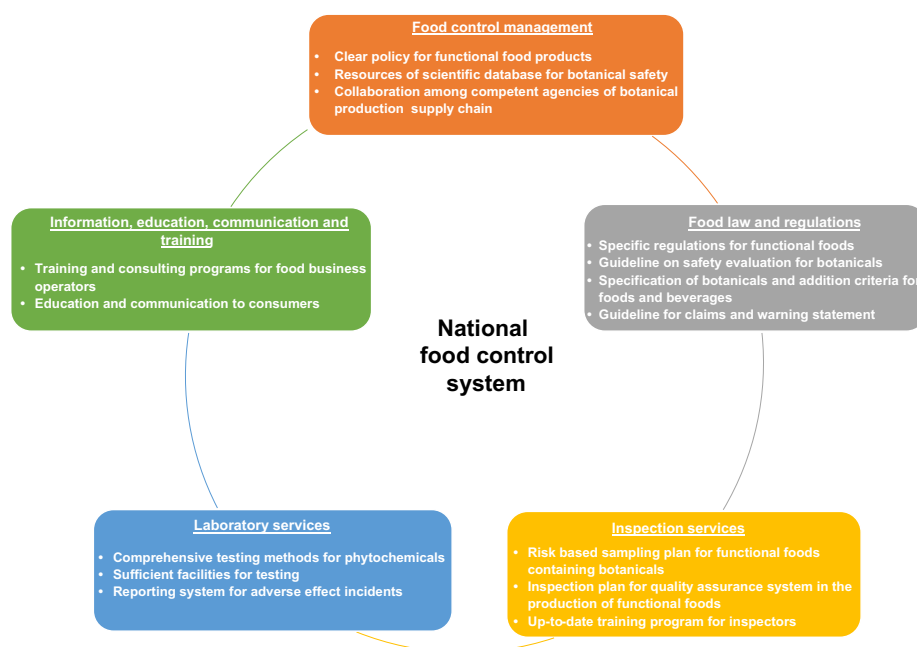 Food control management
• Clear policy for functional food products
• Resources of scientific database for botanical safety
• Collaboration among competent agencies of botanical
production supply chain
Information, education, communication and
training
• Training and consulting programs for food business
operators
• Education and communication to consumers
Food law and regulations
• Specific regulations for functional foods
• Guideline on safety evaluation for botanicals
• Specification of botanicals and addition criteria for
foods and beverages
• Guideline for claims and warning statement
National
food control
system
Laboratory services
• Comprehensive testing methods for phytochemicals
• Sufficient facilities for testing
• Reporting system for adverse effect incidents
Inspection services
• Risk based sampling plan for functional foods
containing botanicals
• Inspection plan for quality assurance system in the
production of functional foods
• Up-to-date training program for inspectors